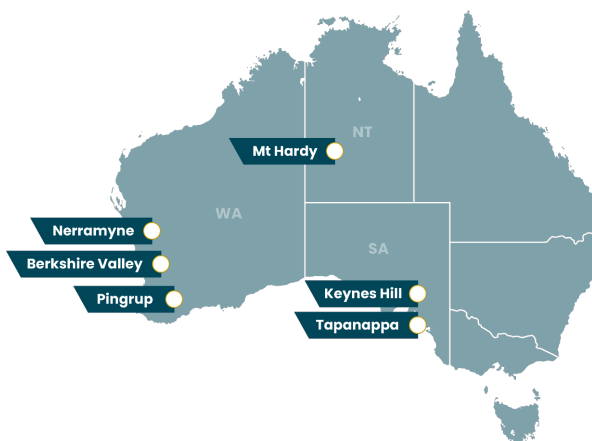 NT
Mt Hardy
WA
Nerramyne
SA
Berkshire Valley
Keynes Hill
Pingrup
Tapanappa